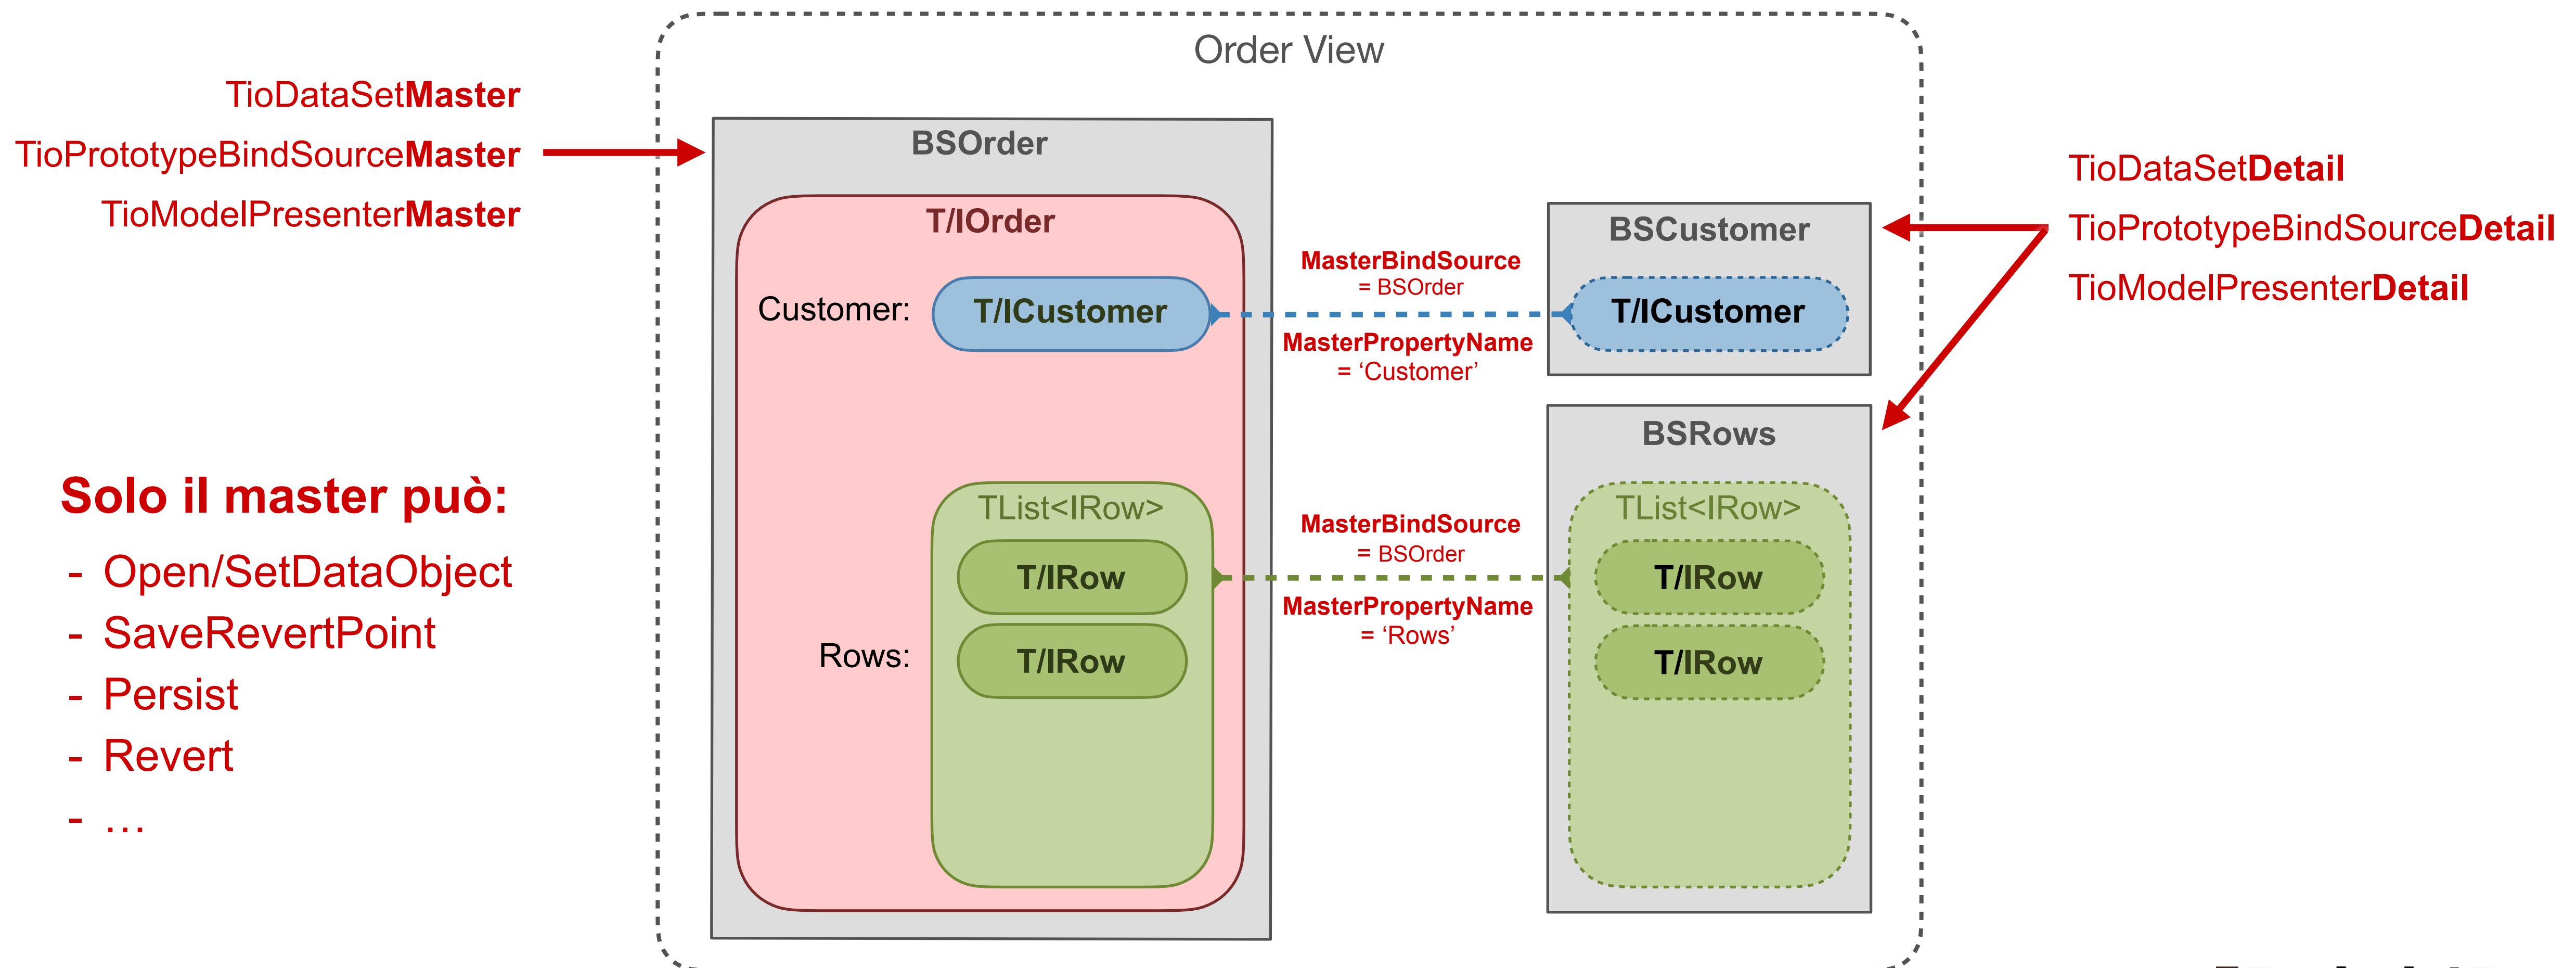 Order View
TioDataSetMaster
TioPrototypeBindSourceMaster
TioModelPresenterMaster
BSOrder
T/IOrder
Customer:
T/ICustomer
TList<IRow>
T/IRow
Rows:
T/IRow
MasterBindSource
= BSOrder
MasterPropertyName
= ‘Customer’
MasterBindSource
= BSOrder
MasterPropertyName
= ‘Rows’
BSCustomer
T/ICustomer
BSRows
TList<IRow>
T/IRow
T/IRow
TioDataSetDetail
TioPrototypeBindSourceDetail
TioModelPresenterDetail
Solo il master può:
- Open/SetDataObject
- SaveRevertPoint
- Persist
- Revert
- …